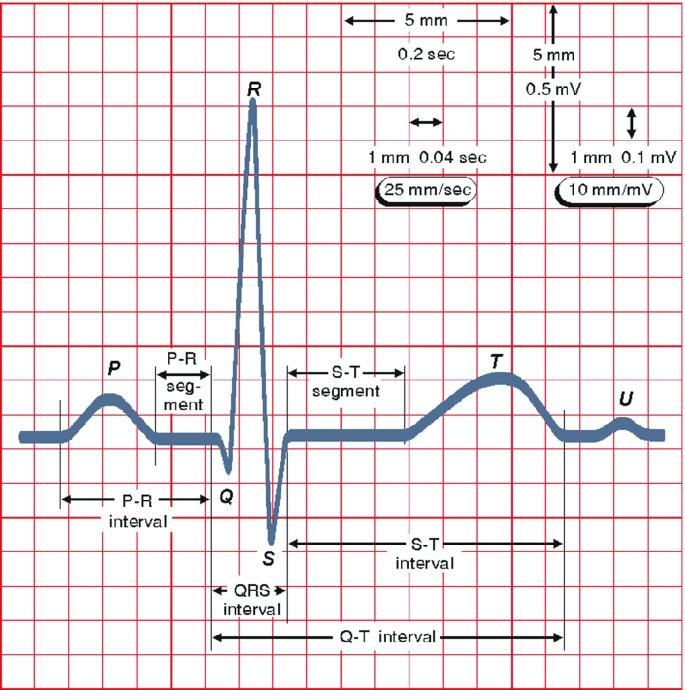 5 mm
0.2 sec
5 mm
0.5 mV
R
1 mm 0.04 sec
25 mm/sec
1 mm 0.1 mV
10 mm/mV
P
P-R
seg-
ment
S-T
segment
T
U
P-R
interval
Q
S
S-T
interval
QRS
interval
Q-T interval